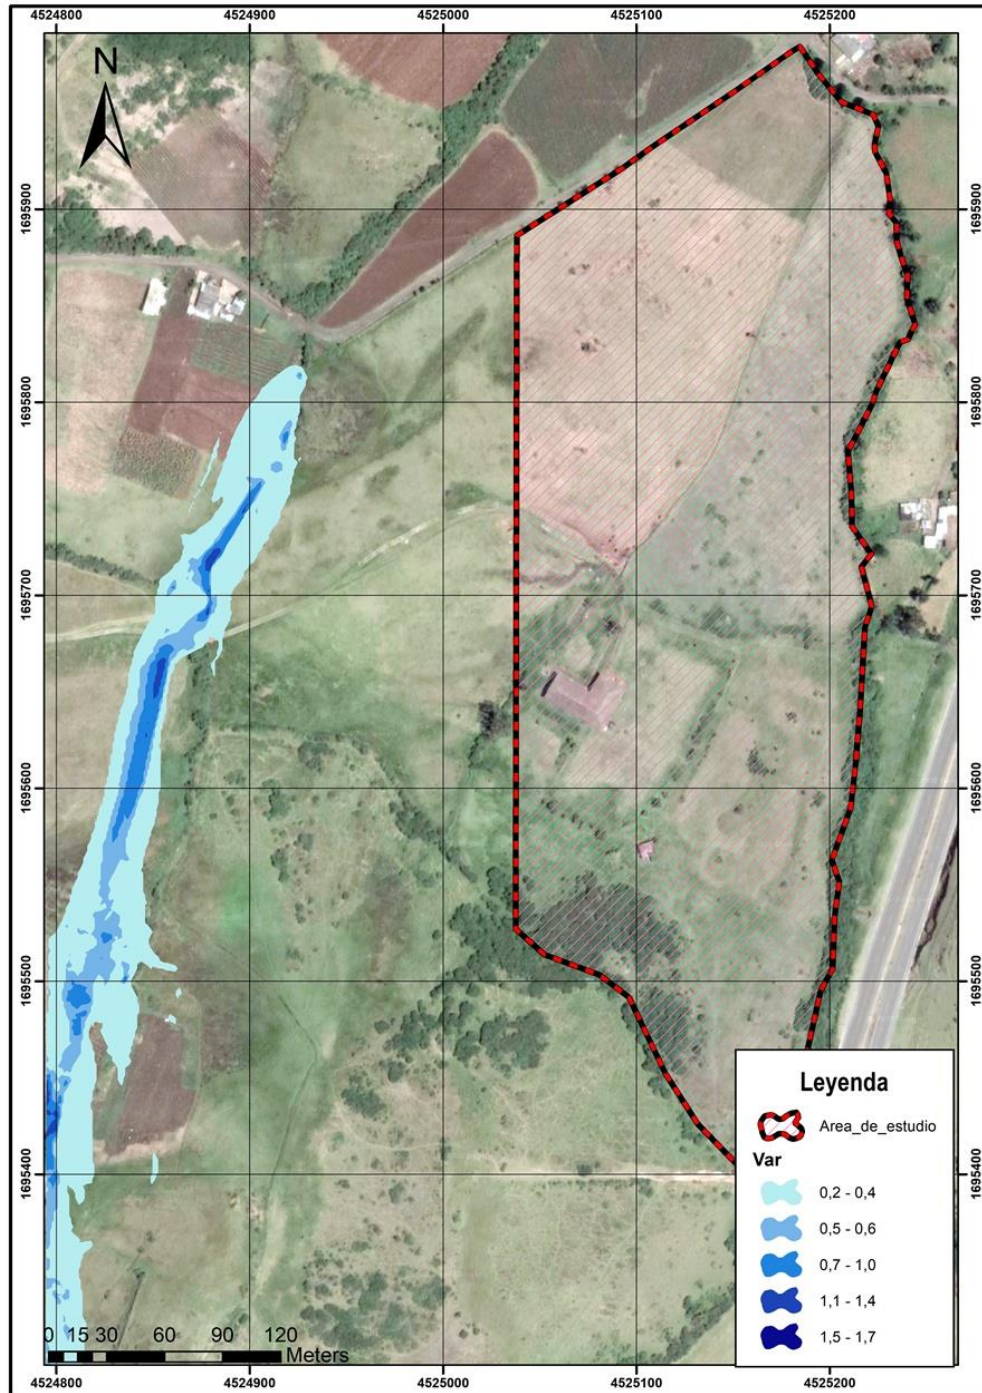 4524800 4524900 4525000 4525100 4525200
N
1695900 1695900
1695800 1695800
1695700 1695700
1695600 1695600
1695500 1695500
1695400 1695400
Leyenda
Area_de_estudio
Var
0,2 - 0,4
0,5 - 0,6
0,7 - 1,0
1,1 - 1,4
1,5 - 1,7
0 15 30 60 90 120
Meters
4524800 4524900 4525000 4525100 4525200